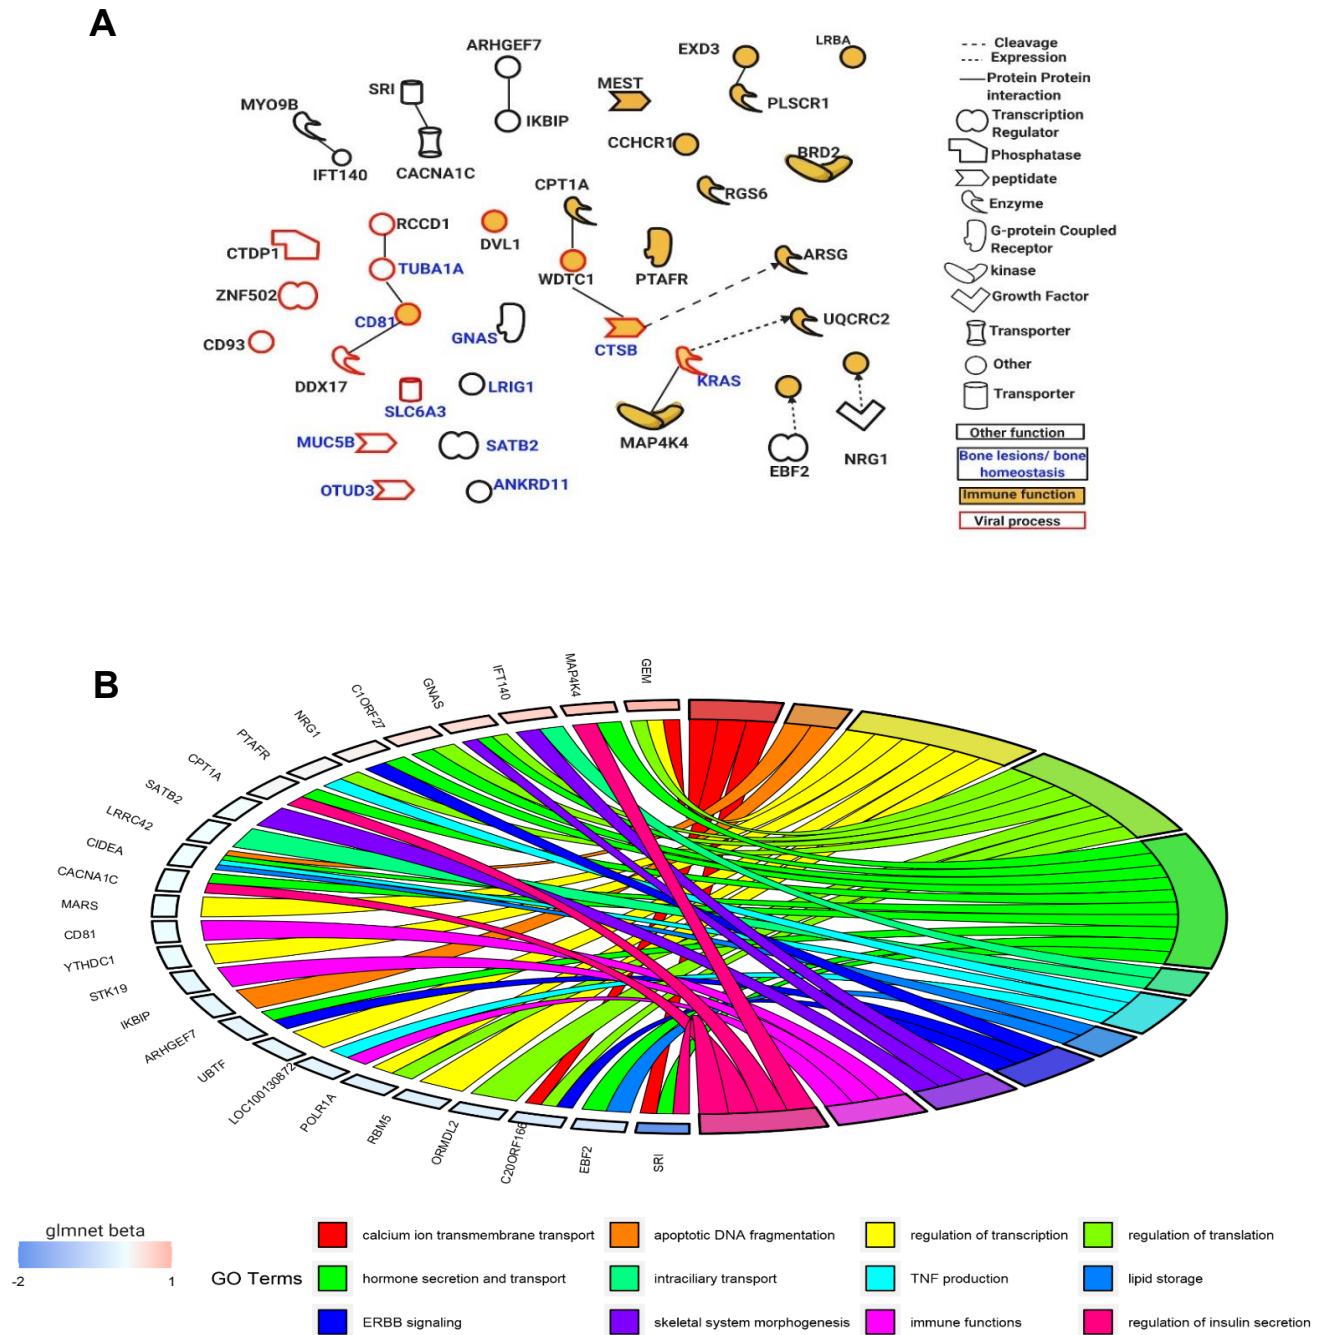 A
ARHGEF7
EXD3
LRBA
SRI
MEST
MYO9B
PLSCR1
IKBIP
CCHCR1
BRD2
IFT140
CACNA1C
CPT1A
RGS6
RCCD1
CTDP1
DVL1
ARSG
TUBA1A
WDTC1
PTAFR
ZNF502
CD81
UQCRC2
GNAS
CTSB
CD93
DDX17
KRAS
LRIG1
SLC6A3
MUC5B
SATB2
MAP4K4
EBF2
NRG1
OTUD3
ANKRD11
Cleavage
Expression
Protein Protein
interaction
Transcription
Regulator
Phosphatase
peptidate
Enzyme
G-protein Coupled
Receptor
kinase
Growth Factor
Transporter
Other
Transporter
Other function
Bone lesions/ bone
homeostasis
Immune function
Viral process
B
GEM
MAP4K4
IFT140
GNAS
C1ORF27
NRG1
PTAFR
CPT1A
SATB2
LRRC42
CIDEA
CACNA1C
MARS
CD81
YTHDC1
STK19
IKBIP
ARHGEF7
UBTF
LOC100130872
POLR1A
RBM5
ORMDL2
C20ORF166
EBF2
SRI
glmnet beta
-2 1
GO Terms
calcium ion transmembrane transport
apoptotic DNA fragmentation
regulation of transcription
regulation of translation
hormone secretion and transport
intraciliary transport
TNF production
lipid storage
ERBB signaling
skeletal system morphogenesis
immune functions
regulation of insulin secretion